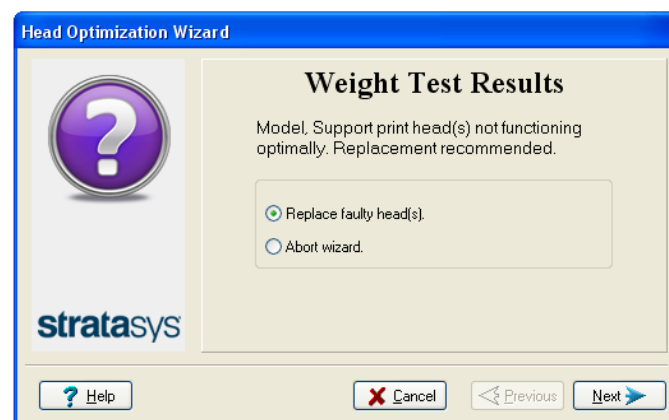 Head Optimization Wizard
Weight Test Results
Model, Support print head(s) not functioning
optimally. Replacement recommended.
Replace faulty head(s).
Abort wizard.
stratasys
? Help
Cancel
Previous
Next